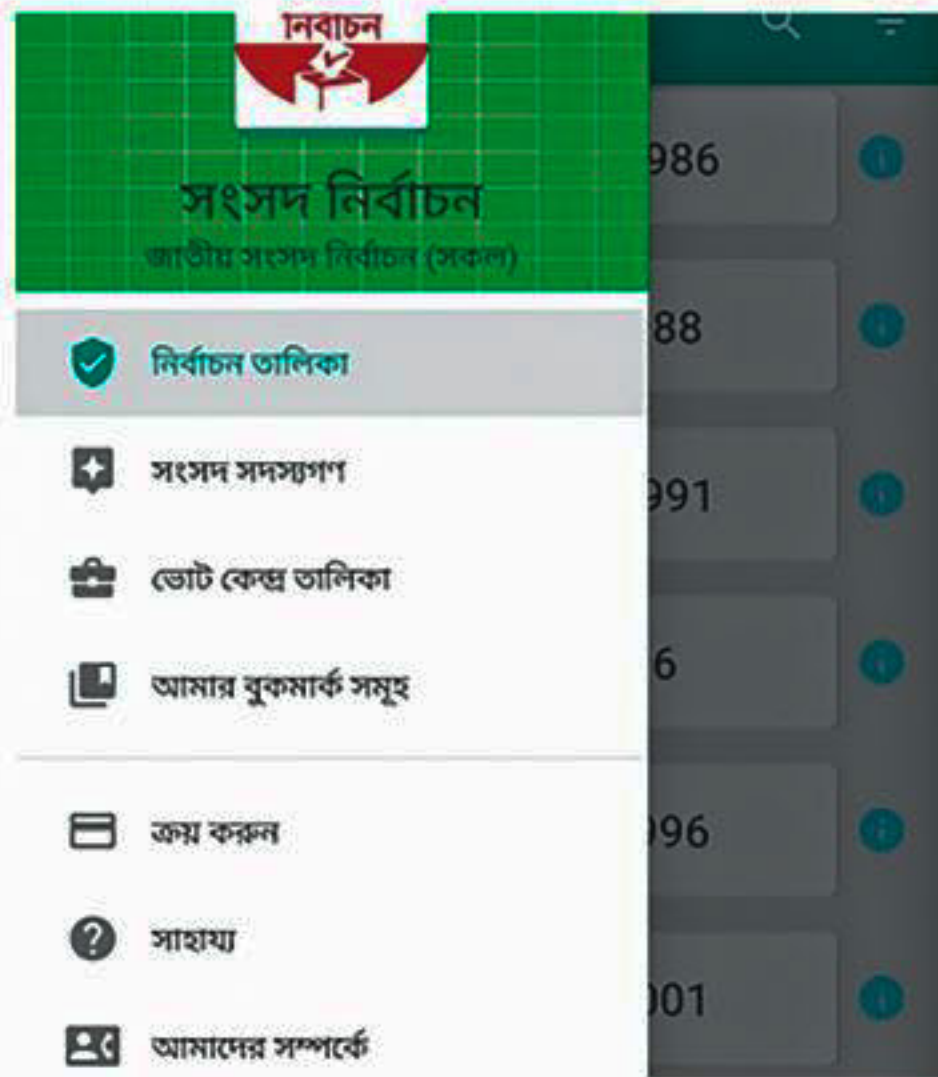 নির্বাচন
সংসদ নির্বাচন
জাতীয় সংসদ নির্বাচন (সকল)
নির্বাচন তালিকা
সংসদ সদস্যগণ
ভোট কেন্দ্র তালিকা
আমার বুকমার্ক সমূহ
ক্রয় করুন
সাহায্য
আমাদের সম্পর্কে
986
88
991
6
996
001